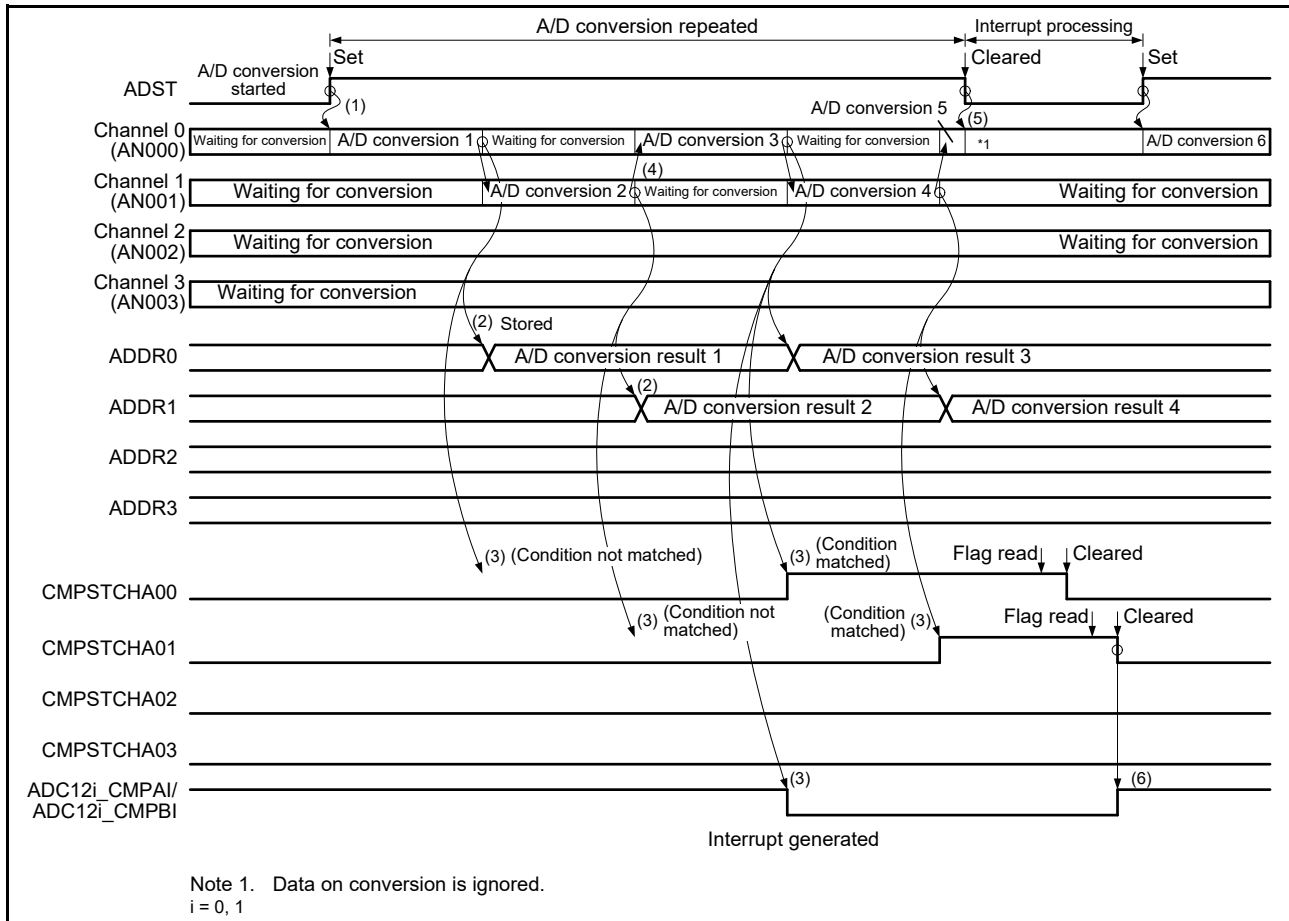 A/D conversion repeated
Interrupt processing
Set
Cleared
Set
A/D conversion
started
ADST
(1)
A/D conversion 5
(5)
Channel 0
(AN000)
Waiting for conversion
A/D conversion 1
Waiting for conversion
A/D conversion 3
Waiting for conversion
*1
A/D conversion 6
(4)
Channel 1
(AN001)
Waiting for conversion
A/D conversion 2
Waiting for conversion
A/D conversion 4
Waiting for conversion
Channel 2
(AN002)
Waiting for conversion
Waiting for conversion
Channel 3
(AN003)
Waiting for conversion
(2) Stored
ADDR0
A/D conversion result 1
A/D conversion result 3
(2)
ADDR1
A/D conversion result 2
A/D conversion result 4
ADDR2
ADDR3
(3) (Condition not matched)
(3) (Condition
matched)
Flag read
Cleared
CMPSTCHA00
(3) (Condition not
matched)
(Condition (3)
matched)
Flag read
Cleared
CMPSTCHA01
CMPSTCHA02
CMPSTCHA03
ADC12i_CMPAI/
ADC12i_CMPBI
(3)
(6)
Interrupt generated
Note 1. Data on conversion is ignored.
i = 0, 1